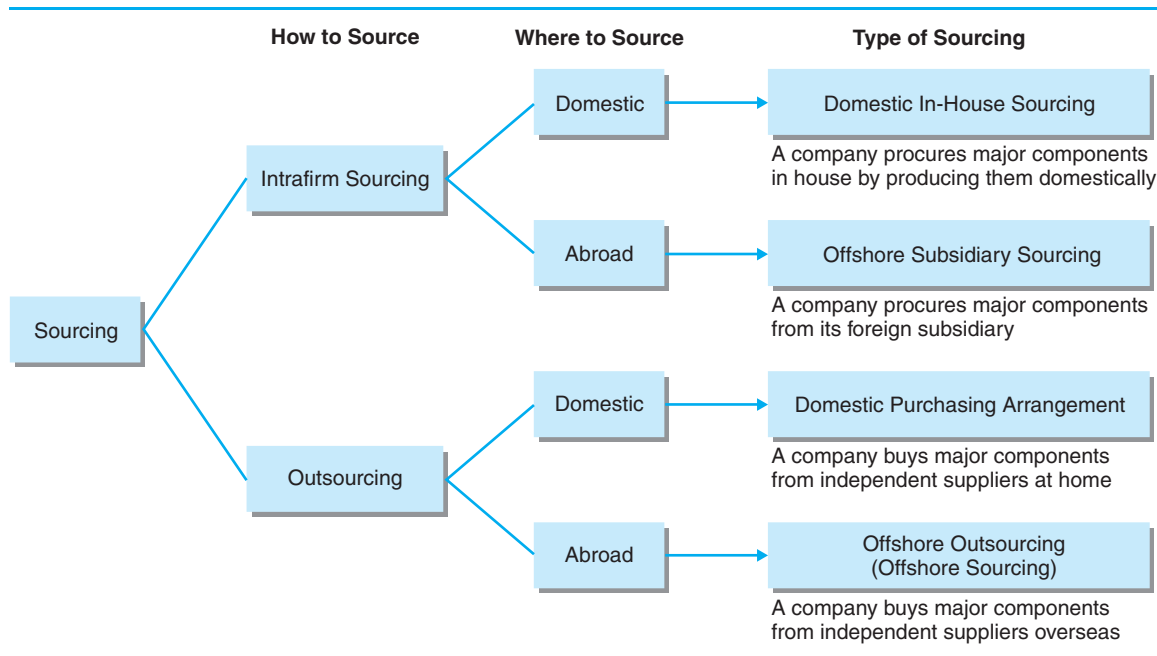 How to Source
Where to Source
Type of Sourcing
Sourcing
Intrafirm Sourcing
Domestic
Domestic In-House Sourcing
A company procures major components
in house by producing them domestically
Abroad
Offshore Subsidiary Sourcing
A company procures major components
from its foreign subsidiary
Outsourcing
Domestic
Domestic Purchasing Arrangement
A company buys major components
from independent suppliers at home
Abroad
Offshore Outsourcing
(Offshore Sourcing)
A company buys major components
from independent suppliers overseas